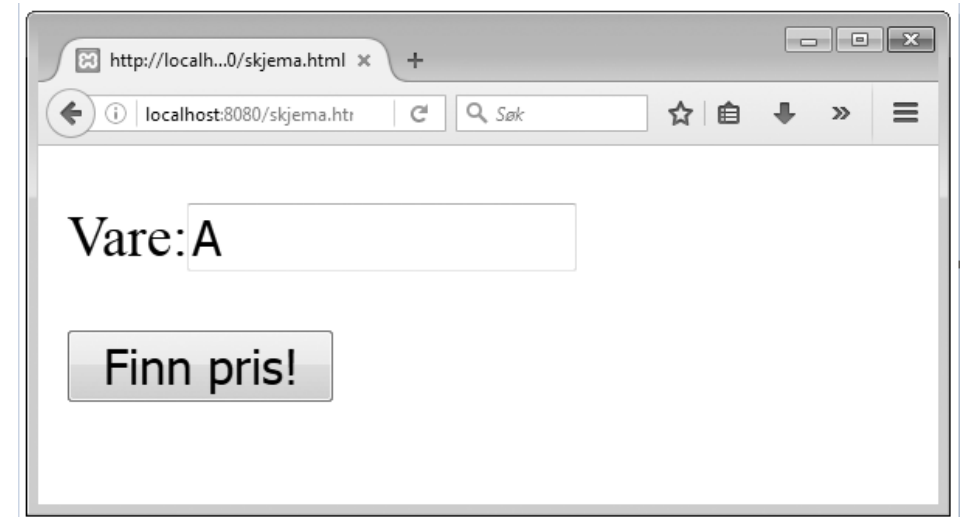 http://localh...0/skjema.html
localhost:8080/skjema.htr
Søk
Vare:A
Finn pris!